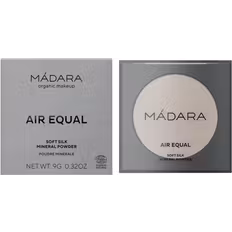 MÁDARA
organic makeup
AIR EQUAL
SOFT SILK
MINERAL POWDER
POUDRE MINÉRALE
NET WT. 9G 0.32OZ
MÁDARA
AIR EQUAL
SOFT SILK
MINERAL POWDER